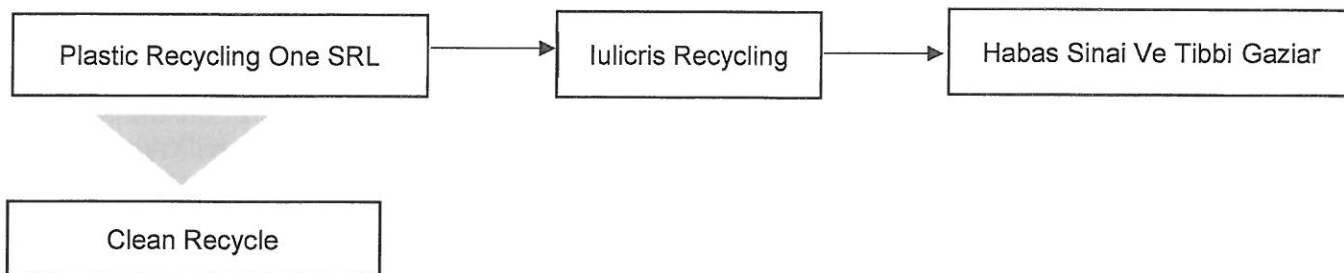 Plastic Recycling One SRL
Iulicris Recycling
Habas Sinai Ve Tibbi Gaziar
Clean Recycle